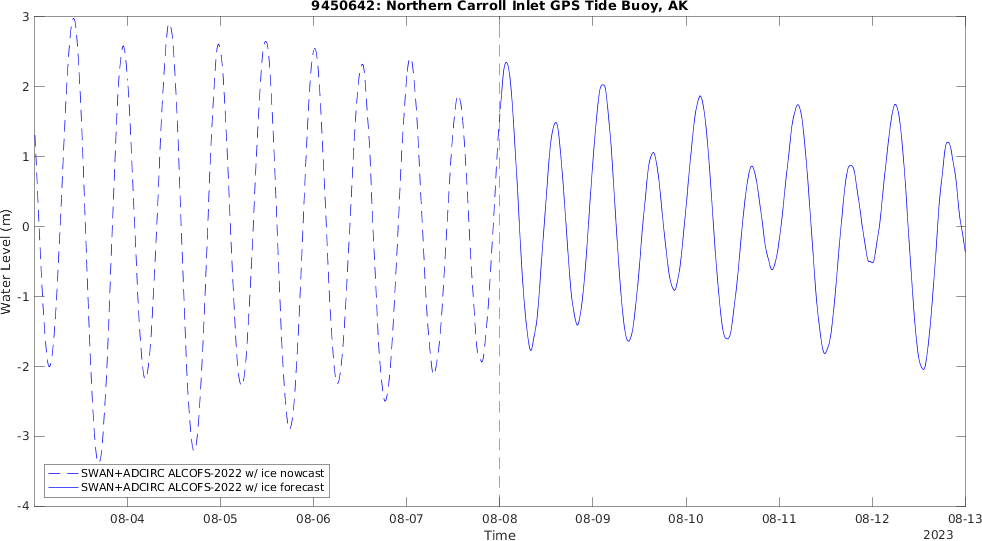 9450642: Northern Carroll Inlet GPS Tide Buoy, AK
3
2
1
0
-1
-2
-3
-4
Water Level (m)
SWAN+ADCIRC ALCOFS-2022 w/ ice nowcast
SWAN+ADCIRC ALCOFS-2022 w/ ice forecast
08-04 08-05 08-06 08-07 08-08 08-09 08-10 08-11 08-12 08-13
Time
2023